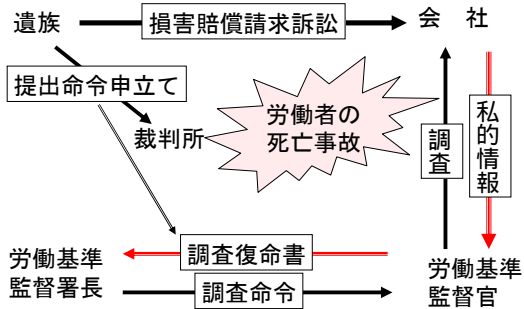 遺族
損害賠償請求訴訟
会 社
提出命令申立て
裁判所
労働者の
死亡事故
調査
私的情報
調査復命書
労働基準
監督署長
調査命令
労働基準
監督官